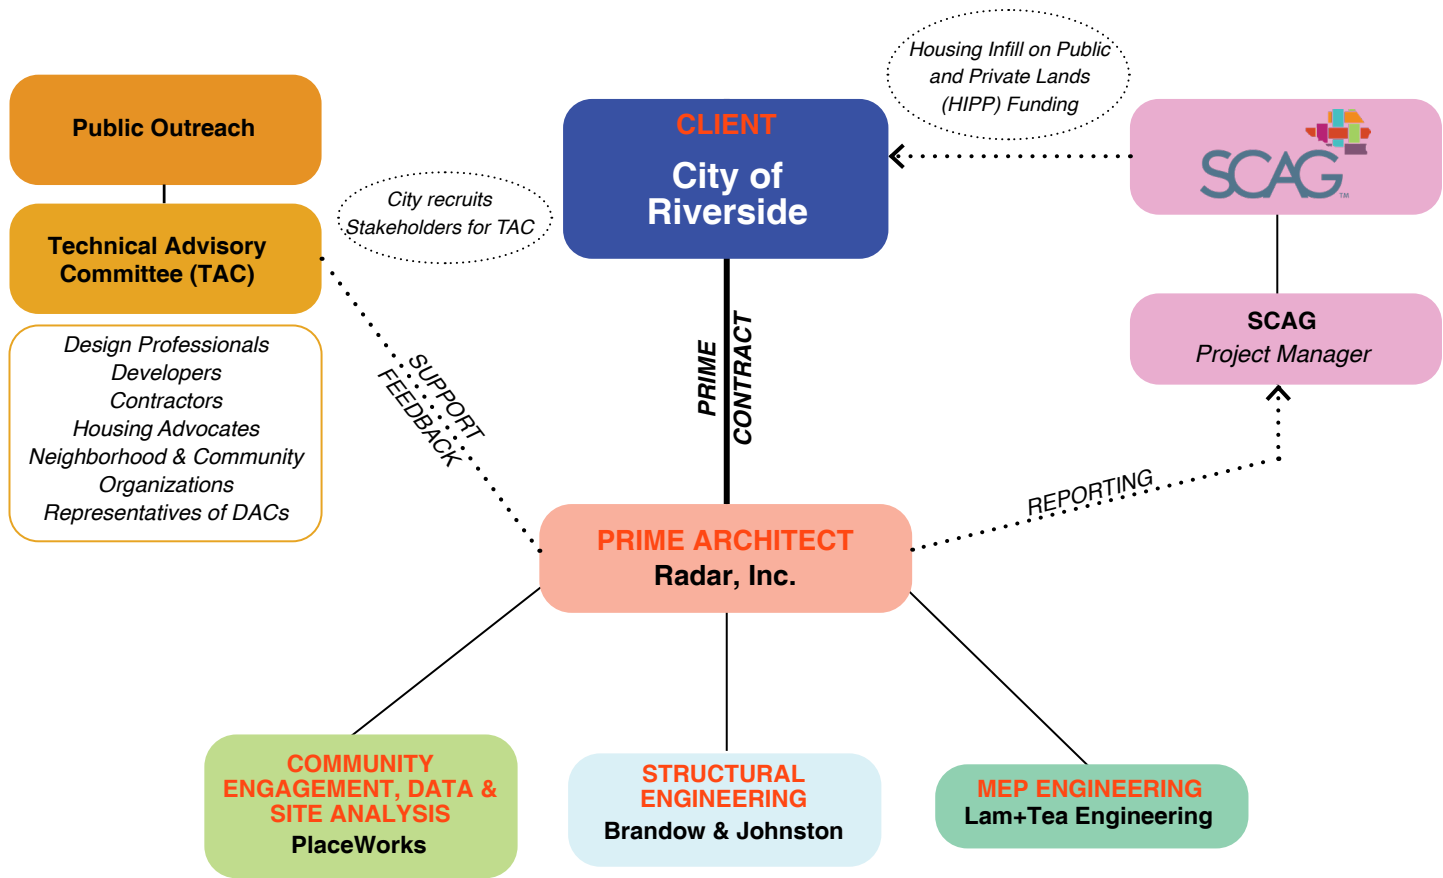 Public Outreach
Technical Advisory
Committee (TAC)
Design Professionals
Developers
Contractors
Housing Advocates
Neighborhood & Community
Organizations
Representatives of DACs
City recruits
Stakeholders for TAC
CLIENT
City of
Riverside
Housing Infill on Public
and Private Lands
(HIPP) Funding
SCAG™
SCAG
Project Manager
SUPPORT
FEEDBACK
PRIME
CONTRACT
REPORTING
PRIME ARCHITECT
Radar, Inc.
COMMUNITY
ENGAGEMENT, DATA &
SITE ANALYSIS
PlaceWorks
STRUCTURAL
ENGINEERING
Brandow & Johnston
MEP ENGINEERING
Lam+Tea Engineering